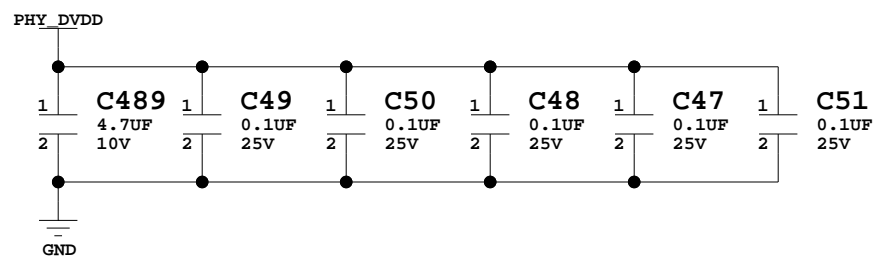 PHY_DVDD
1 C489 1 C49 1 C50 1 C48 1 C47 1 C51
4.7UF 0.1UF 0.1UF 0.1UF 0.1UF 0.1UF
2 10V 2 25V 2 25V 2 25V 2 25V 2 25V
GND